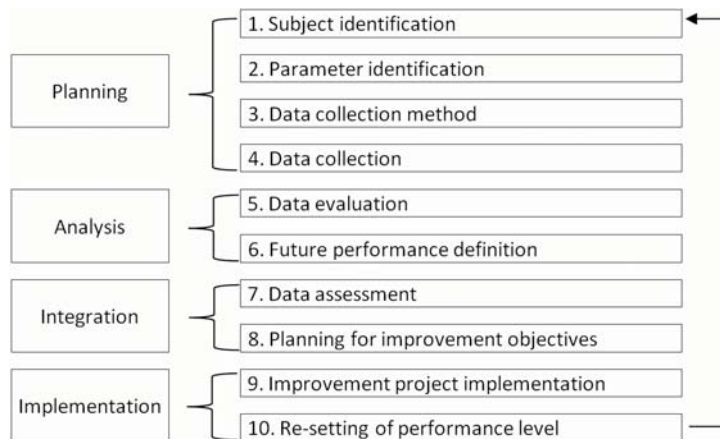 Planning
1. Subject identification
2. Parameter identification
3. Data collection method
4. Data collection
Analysis
5. Data evaluation
6. Future performance definition
Integration
7. Data assessment
8. Planning for improvement objectives
Implementation
9. Improvement project implementation
10. Re-setting of performance level